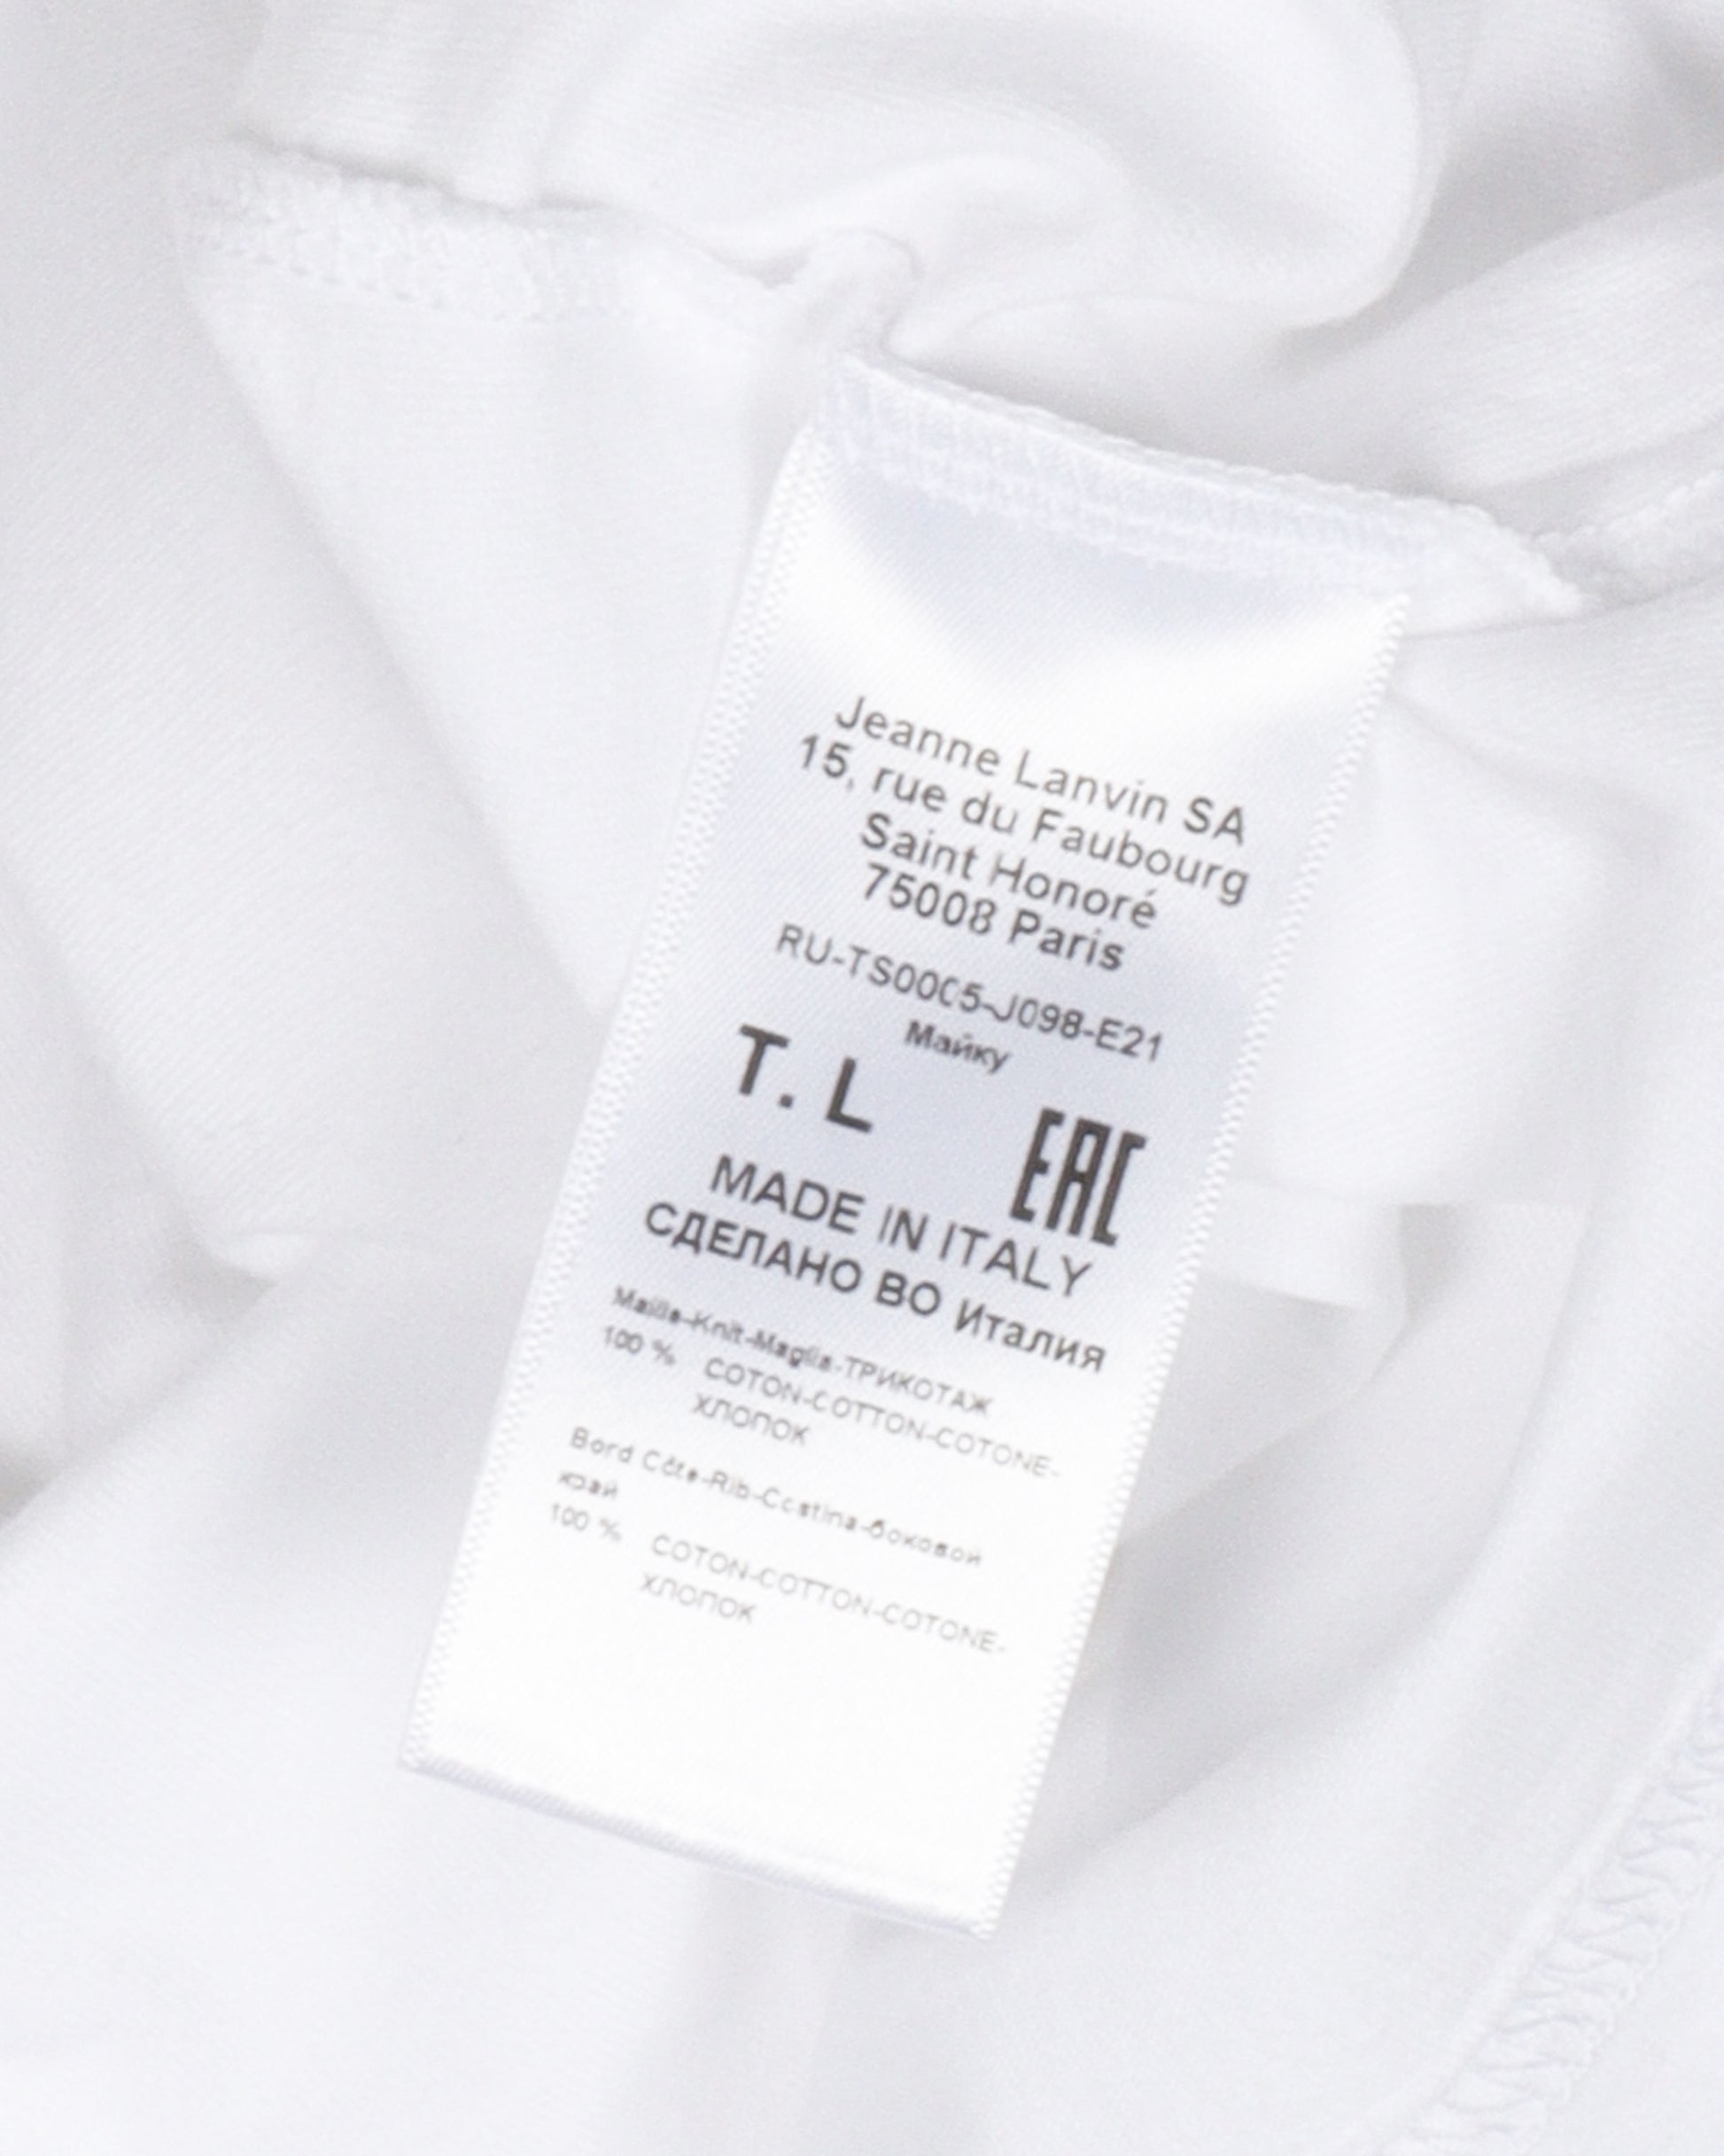 Jeanne Lanvin SA
15, rue du Faubourg
Saint Honoré
75008 Paris
RU-TS0005-J098-E21
Майку
T. L
EAC
MADE IN ITALY
СДЕЛАНО ВО Италия
Maille-Knit-Maglia-ТРИКОТАЖ
100 % COTON-COTTON-COTONE-
ХЛОПОК
Bord Côte-Rib-Costina-боковой
край
100 % COTON-COTTON-COTONE-
ХЛОПОК